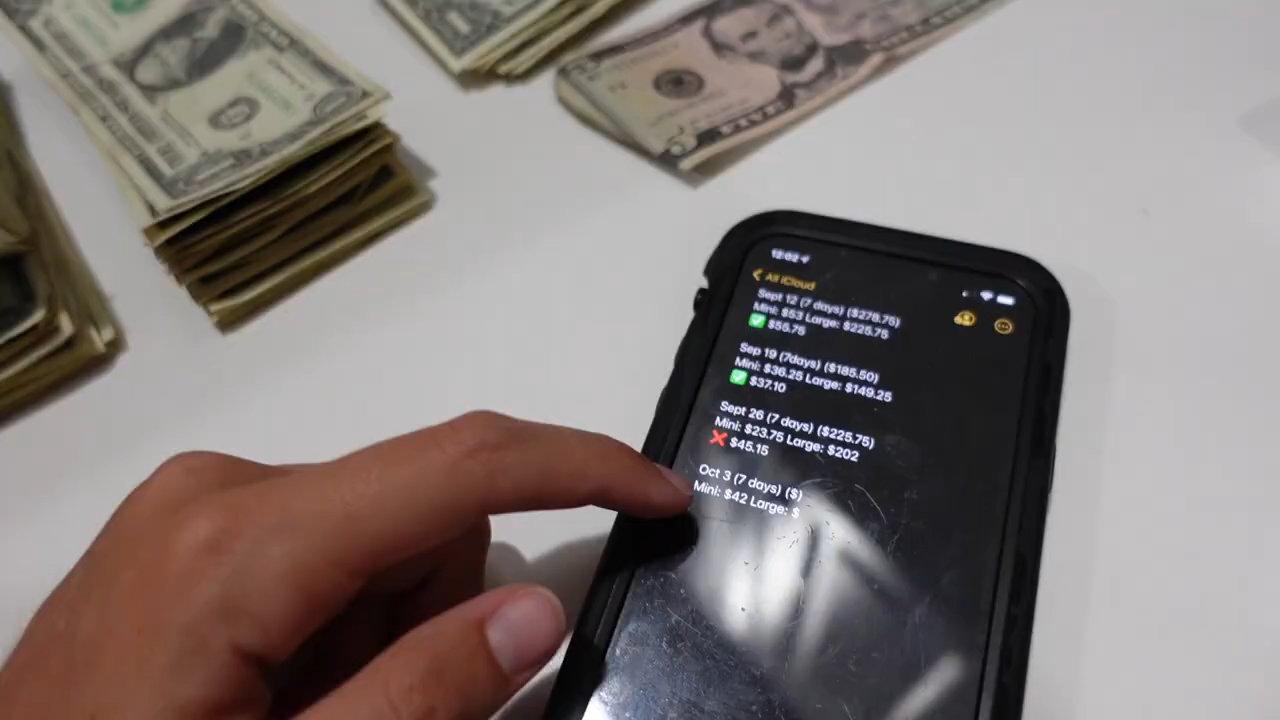 12:02
All iCloud
Sept 12 (7 days) ($278.75)
Mini: $53 Large: $225.75
✅ $55.75
Sep 19 (7days) ($185.50)
Mini: $36.25 Large: $149.25
✅ $37.10
Sept 26 (7 days) ($225.75)
Mini: $23.75 Large: $202
❌ $45.15
Oct 3 (7 days) ($)
Mini: $42 Large: $